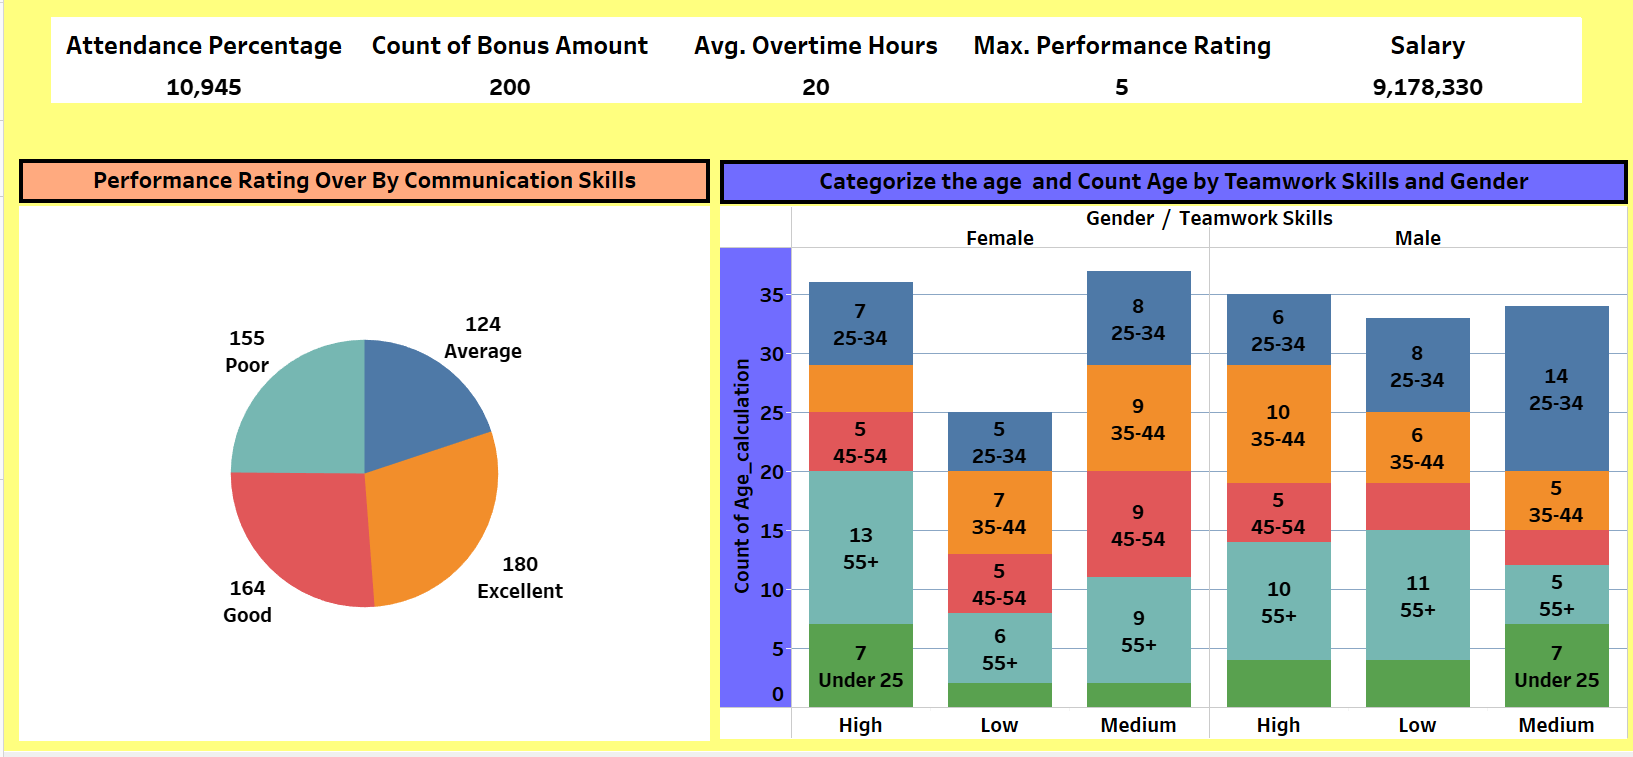 Attendance Percentage
Count of Bonus Amount
Avg. Overtime Hours
Max. Performance Rating
Salary
10,945
200
20
5
9,178,330
Performance Rating Over By Communication Skills
124
Average
155
Poor
180
Excellent
164
Good
Categorize the age  and Count Age by Teamwork Skills and Gender
Gender / Teamwork Skills
Female
Male
Count of Age_calculation
35
30
25
20
15
10
5
0
7
25-34
5
45-54
13
55+
7
Under 25
5
25-34
7
35-44
5
45-54
6
55+
8
25-34
9
35-44
9
45-54
9
55+
6
25-34
10
35-44
5
45-54
10
55+
8
25-34
6
35-44
11
55+
14
25-34
5
35-44
5
55+
7
Under 25
High
Low
Medium
High
Low
Medium